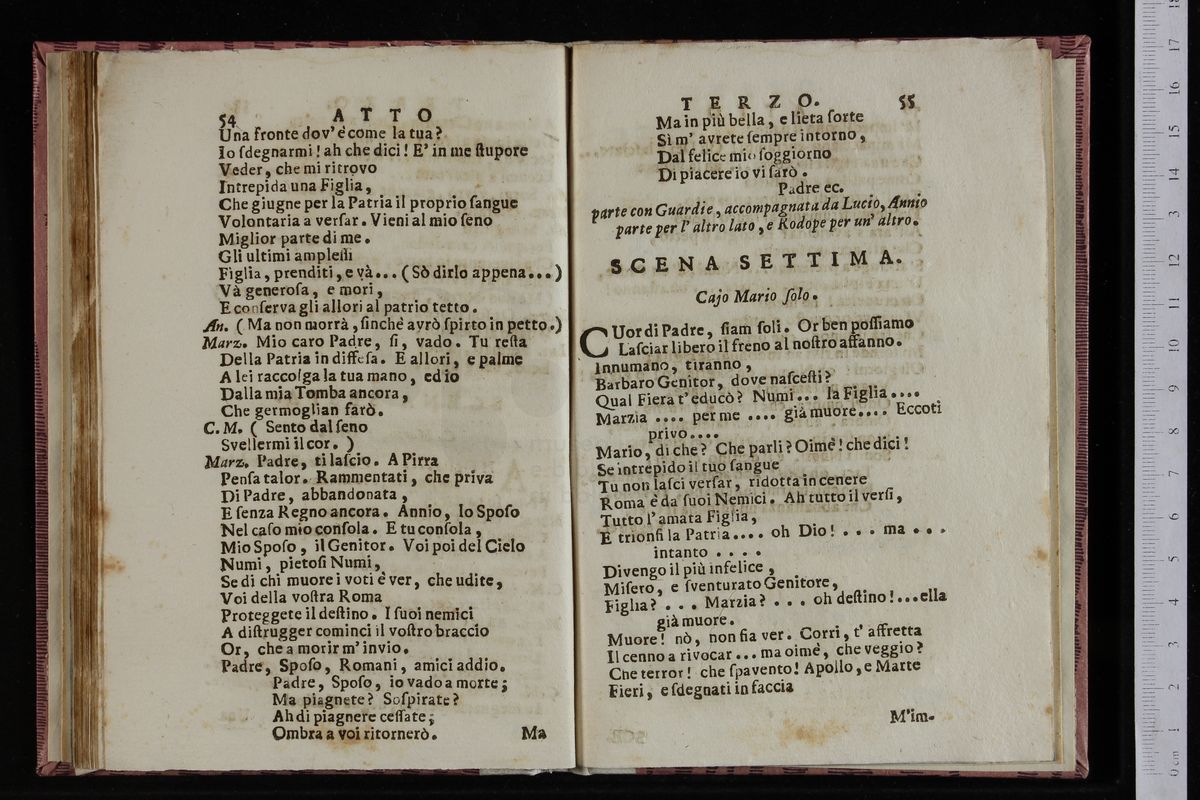 54 ATTO
Una fronte dov' è come la tua?
Io ſdegnarmi! ah che dici! E' in me ſtupore
Veder, che mi ritrovo
Intrepida una Figlia,
Che giugne per la Patria il proprio ſangue
Volontaria a verſar. Vieni al mio ſeno
Miglior parte di me.
Gli ultimi ampleſſi
Figlia, prenditi, e và... (Sò dirlo appena...)
Và generoſa, e mori,
E conſerva gli allori al patrio tetto.
An. (Ma non morrà, ſinchè avrò ſpirto in petto.)
Marz. Mio caro Padre, ſi, vado. Tu reſta
Della Patria in diffeſa. E allori, e palme
A lei raccolga la tua mano, ed io
Dalla mia Tomba ancora,
Che germoglian farò.
C. M. (Sento dal ſeno
Svellermi il cor.)
Marz. Padre, ti laſcio. A Pirra
Penſa talor. Rammentati, che priva
Di Padre, abbandonata,
E ſenza Regno ancora. Annio, lo Spoſo
Nel caſo mio conſola. E tu conſola,
Mio Spoſo, il Genitor. Voi poi del Cielo
Numi, pietoſi Numi,
Se di chi muore i voti è ver, che udite,
Voi della voſtra Roma
Proteggete il deſtino. I ſuoi nemici
A diſtrugger cominci il voſtro braccio
Or, che a morir m' invio.
Padre, Spoſo, Romani, amici addio.
Padre, Spoſo, io vado a morte;
Ma piagnete? Soſpirate?
Ah di piagnere ceſſate;
Ombra a voi ritornerò.
Ma
TERZO. 55
Ma in più bella, e lieta ſorte
Sì m' avrete ſempre intorno,
Dal felice mio ſoggiorno
Di piacere io vi ſarò.
Padre ec.
parte con Guardie, accompagnata da Lucio, Annio
parte per l' altro lato, e Rodope per un' altro.
SCENA SETTIMA.
Cajo Mario ſolo.
CUor di Padre, ſiam ſoli. Or ben poſſiamo
Laſciar libero il freno al noſtro affanno.
Innumano, tiranno,
Barbaro Genitor, dove naſceſti?
Qual Fiera t' educò? Numi... la Figlia....
Marzia .... per me .... già muore.... Eccoti
privo....
Mario, di che? Che parli? Oimè! che dici!
Se intrepido il tuo ſangue
Tu non laſci verſar, ridotta in cenere
Roma è da ſuoi Nemici. Ah tutto il verſi,
Tutto l' amata Figlia,
E trionfi la Patria.... oh Dio! ... ma ...
intanto ....
Divengo il più infelice,
Miſero, e ſventurato Genitore,
Figlia? ... Marzia? ... oh deſtino!...ella
già muore.
Muore! nò, non fia ver. Corri, t' affretta
Il cenno a rivocar... ma oimè, che veggio?
Che terror! che ſpavento! Apollo, e Marte
Fieri, e ſdegnati in faccia
M'im-